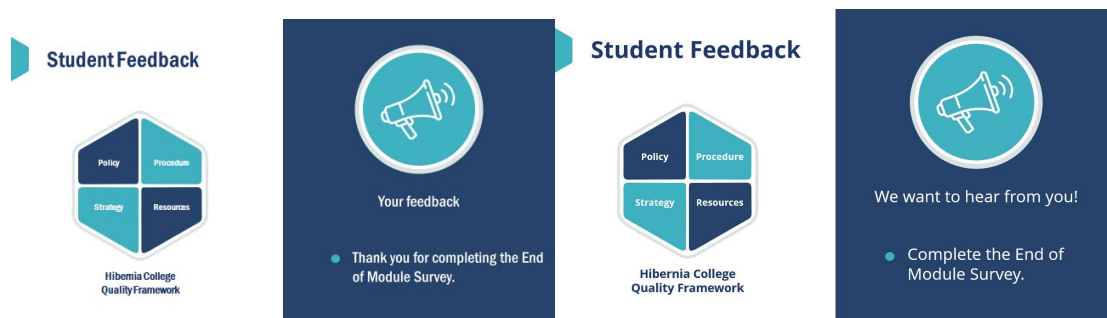 Student Feedback
Policy
Procedure
Strategy
Resources
Hibernia College
Quality Framework
Your feedback
Thank you for completing the End
of Module Survey.
Student Feedback
Policy
Procedure
Strategy
Resources
Hibernia College
Quality Framework
We want to hear from you!
Complete the End of
Module Survey.